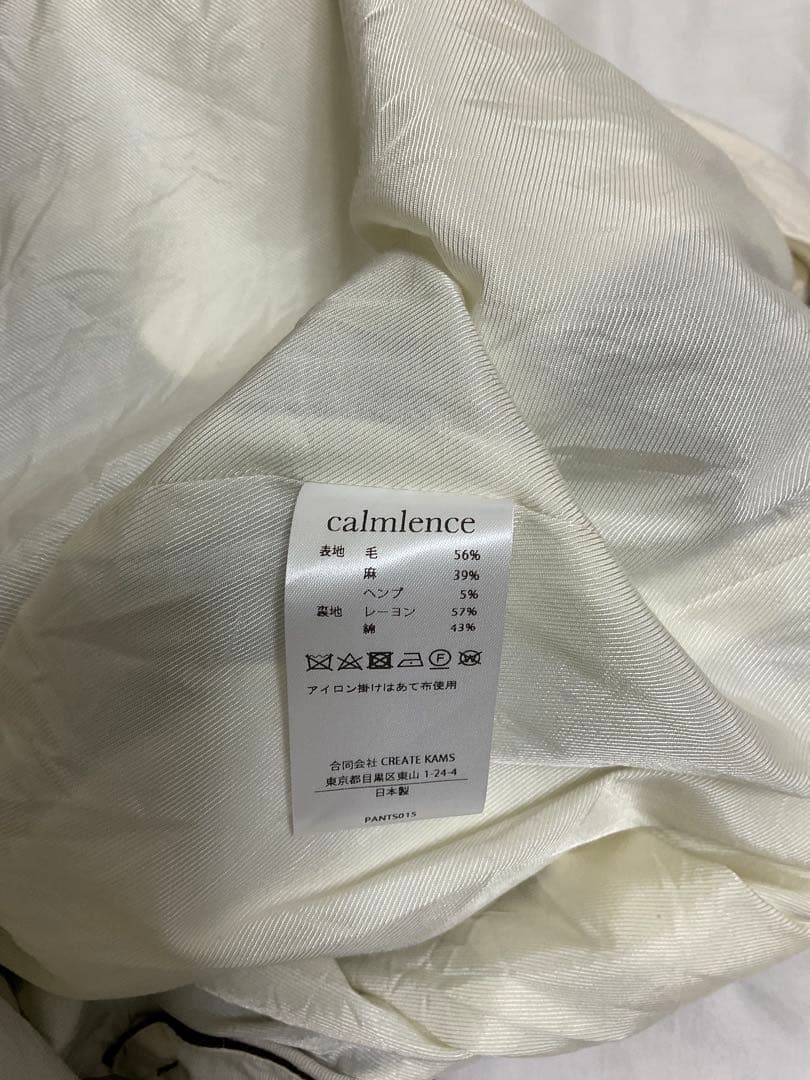 calmlence
表地 毛 56%
麻 39%
ヘンプ 5%
裏地 レーヨン 57%
綿 43%
F W
アイロン掛けはあて布使用
合同会社 CREATE KAMS
東京都目黒区東山 1-24-4
日本製
PANTS015